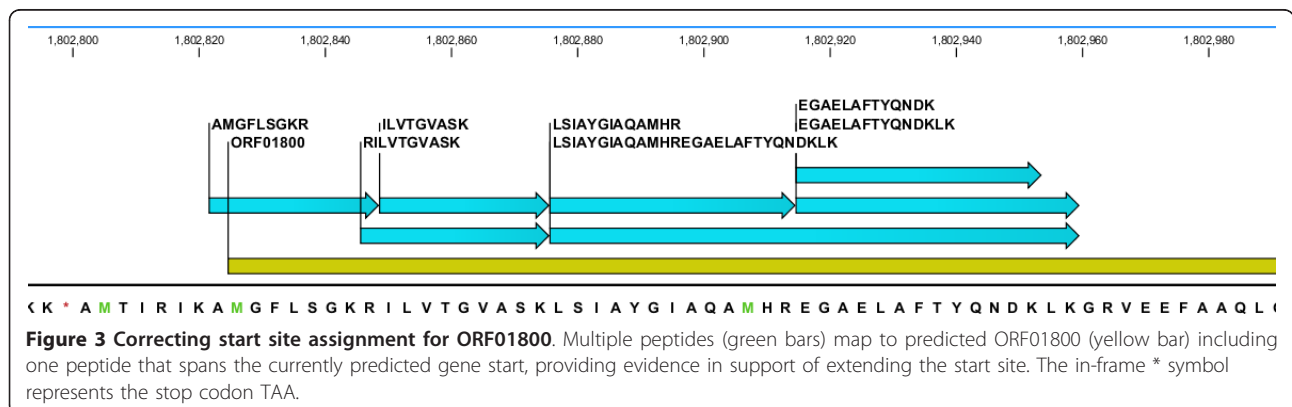 1,802,800 1,802,820 1,802,840 1,802,860 1,802,880 1,802,900 1,802,920 1,802,940 1,802,960 1,802,980
EGAELAFTYQNDK
AMGFLSGKR ILVTGVASK LSIAYGIAQAMHR EGAELAFTYQNDKLK
ORF01800 RILVTGVASK LSIAYGIAQAMHREGAELAFTYQNDKLK
K K * A M T I R I K A M G F L S G K R I L V T G V A S K L S I A Y G I A Q A M H R E G A E L A F T Y Q N D K L K G R V E E F A A Q L
Figure 3 Correcting start site assignment for ORF01800. Multiple peptides (green bars) map to predicted ORF01800 (yellow bar) including
one peptide that spans the currently predicted gene start, providing evidence in support of extending the start site. The in-frame * symbol
represents the stop codon TAA.